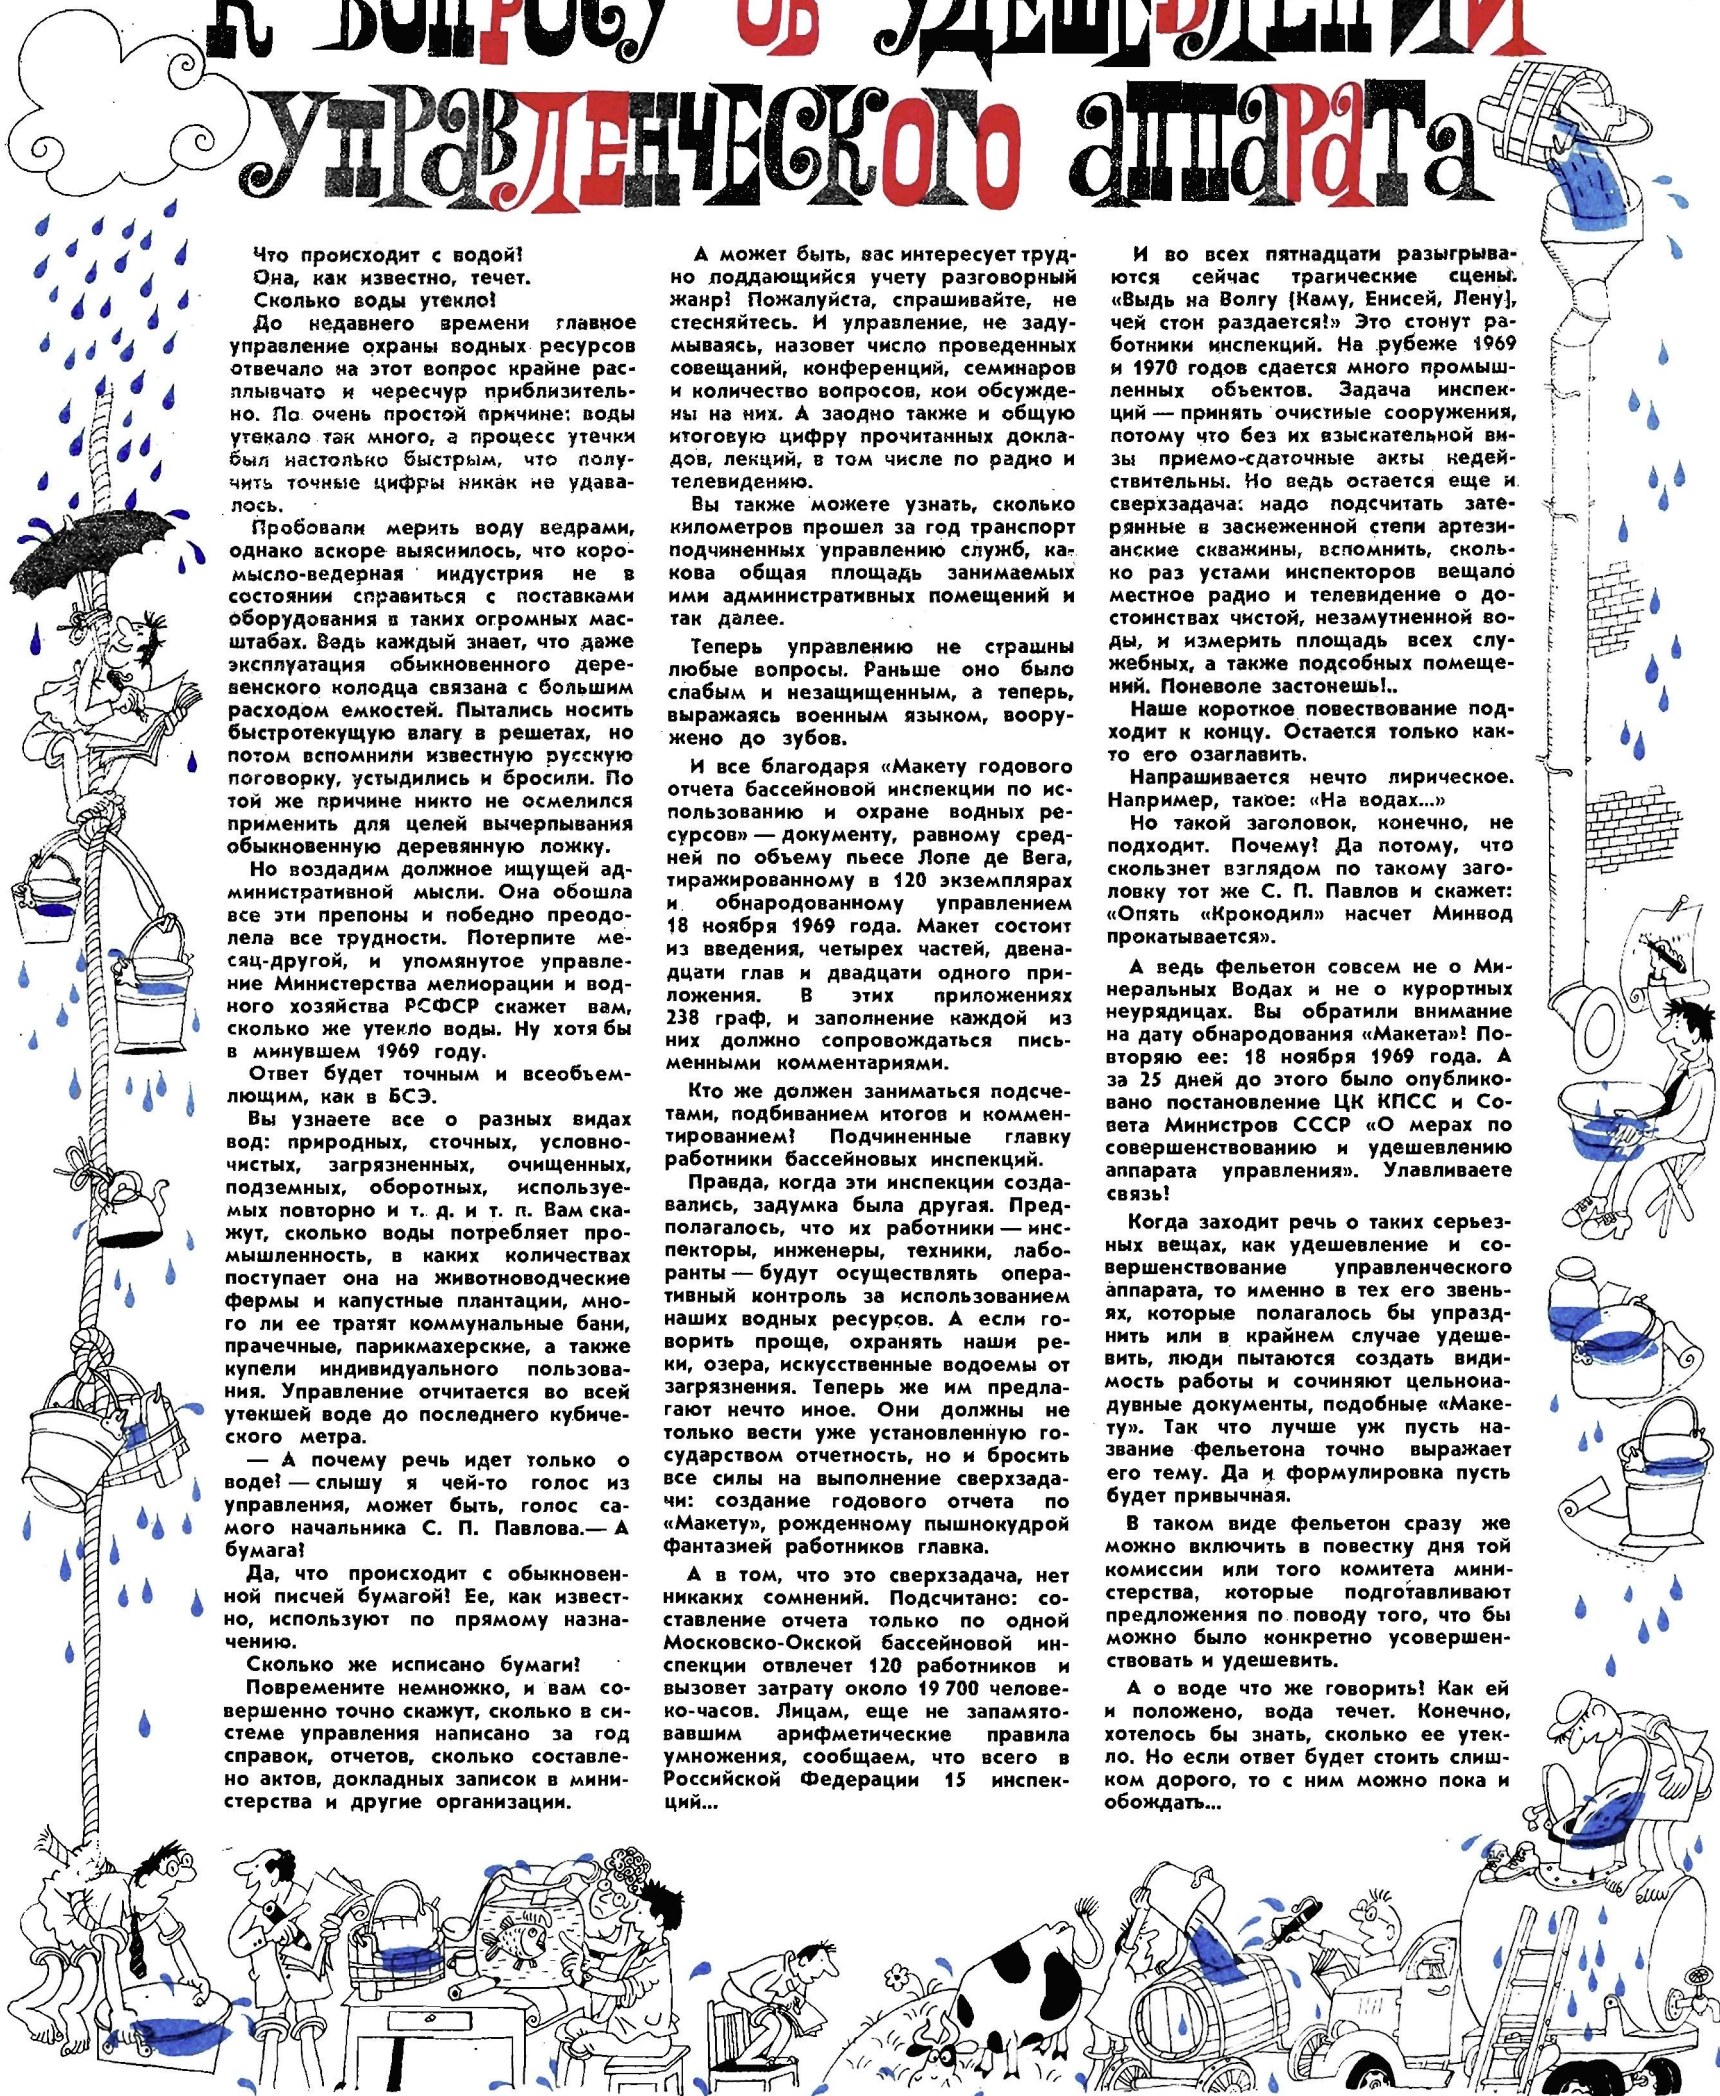 К ВОПРОСУ ОБ УДЕШЕВЛЕНИИ
УПРАВЛЕНЧЕСКОГО АППАРАТА
Что происходит с водой?
Она, как известно, течет.
Сколько воды утекло?
До недавнего времени главное
управление охраны водных ресурсов
отвечало на этот вопрос крайне рас-
плывчато и чересчур приблизитель-
но. По очень простой причине: воды
утекало так много, а процесс утечки
был настолько быстрым, что полу-
чить точные цифры никак не удава-
лось.
Пробовали мерить воду ведрами,
однако вскоре выяснилось, что коро-
мысло-ведерная индустрия не в
состоянии справиться с поставками
оборудования в таких огромных мас-
штабах. Ведь каждый знает, что даже
эксплуатация обыкновенного дере-
венского колодца связана с большим
расходом емкостей. Пытались носить
быстротекущую влагу в решетах, но
потом вспомнили известную русскую
поговорку, устыдились и бросили. По
той же причине никто не осмелился
применить для целей вычерпывания
обыкновенную деревянную ложку.
Но воздадим должное ищущей ад-
министративной мысли. Она обошла
все эти препоны и победно преодо-
лела все трудности. Потерпите ме-
сяц-другой, и упомянутое управле-
ние Министерства мелиорации и вод-
ного хозяйства РСФСР скажет вам,
сколько же утекло воды. Ну хотя бы
в минувшем 1969 году.
Ответ будет точным и всеобъем-
лющим, как в БСЭ.
Вы узнаете все о разных видах
вод: природных, сточных, условно-
чистых, загрязненных, очищенных,
подземных, оборотных, используе-
мых повторно и т. д. и т. п. Вам ска-
жут, сколько воды потребляет про-
мышленность, в каких количествах
поступает она на животноводческие
фермы и капустные плантации, мно-
го ли ее тратят коммунальные бани,
прачечные, парикмахерские, а также
купели индивидуального пользова-
ния. Управление отчитается во всей
утекшей воде до последнего кубиче-
ского метра.
— А почему речь идет только о
воде? — слышу я чей-то голос из
управления, может быть, голос са-
мого начальника С. П. Павлова.— А
бумага?
Да, что происходит с обыкновен-
ной писчей бумагой? Ее, как извест-
но, используют по прямому назна-
чению.
Сколько же исписано бумаги?
Повремените немножко, и вам со-
вершенно точно скажут, сколько в си-
стеме управления написано за год
справок, отчетов, сколько составле-
но актов, докладных записок в мини-
стерства и другие организации.
А может быть, вас интересует труд-
но поддающийся учету разговорный
жанр? Пожалуйста, спрашивайте, не
стесняйтесь. И управление, не заду-
мываясь, назовет число проведенных
совещаний, конференций, семинаров
и количество вопросов, кои обсужде-
ны на них. А заодно также и общую
итоговую цифру прочитанных докла-
дов, лекций, в том числе по радио и
телевидению.
Вы также можете узнать, сколько
километров прошел за год транспорт
подчиненных управлению служб, ка-
кова общая площадь занимаемых
ими административных помещений и
так далее.
Теперь управлению не страшны
любые вопросы. Раньше оно было
слабым и незащищенным, а теперь,
выражаясь военным языком, воору-
жено до зубов.
И все благодаря «Макету годового
отчета бассейновой инспекции по ис-
пользованию и охране водных ре-
сурсов» — документу, равному сред-
ней по объему пьесе Лопе де Вега,
тиражированному в 120 экземплярах
и обнародованному управлением
18 ноября 1969 года. Макет состоит
из введения, четырех частей, двена-
дцати глав и двадцати одного при-
ложения. В этих приложениях
238 граф, и заполнение каждой из
них должно сопровождаться пись-
менными комментариями.
Кто же должен заниматься подсче-
тами, подбиванием итогов и коммен-
тированием? Подчиненные главку
работники бассейновых инспекций.
Правда, когда эти инспекции созда-
вались, задумка была другая. Пред-
полагалось, что их работники — инс-
пекторы, инженеры, техники, лабо-
ранты — будут осуществлять опера-
тивный контроль за использованием
наших водных ресурсов. А если го-
ворить проще, охранять наши ре-
ки, озера, искусственные водоемы от
загрязнения. Теперь же им предла-
гают нечто иное. Они должны не
только вести уже установленную го-
сударством отчетность, но и бросить
все силы на выполнение сверхзада-
чи: создание годового отчета по
«Макету», рожденному пышнокудрой
фантазией работников главка.
А в том, что это сверхзадача, нет
никаких сомнений. Подсчитано: со-
ставление отчета только по одной
Московско-Окской бассейновой ин-
спекции отвлечет 120 работников и
вызовет затрату около 19 700 челове-
ко-часов. Лицам, еще не запамято-
вавшим арифметические правила
умножения, сообщаем, что всего в
Российской Федерации 15 инспек-
ций...
И во всех пятнадцати разыгрыва-
ются сейчас трагические сцены.
«Выдь на Волгу (Каму, Енисей, Лену),
чей стон раздается?» Это стонут ра-
ботники инспекций. На рубеже 1969
и 1970 годов сдается много промыш-
ленных объектов. Задача инспек-
ций — принять очистные сооружения,
потому что без их взыскательной ви-
зы приемо-сдаточные акты недей-
ствительны. Но ведь остается еще и
сверхзадача: надо подсчитать зате-
рянные в заснеженной степи артези-
анские скважины, вспомнить, сколь-
ко раз устами инспекторов вещало
местное радио и телевидение о до-
стоинствах чистой, незамутненной во-
ды, и измерить площадь всех слу-
жебных, а также подсобных помеще-
ний. Поневоле застонешь!..
Наше короткое повествование под-
ходит к концу. Остается только как-
то его озаглавить.
Напрашивается нечто лирическое.
Например, такое: «На водах...»
Но такой заголовок, конечно, не
подходит. Почему? Да потому, что
скользнет взглядом по такому заго-
ловку тот же С. П. Павлов и скажет:
«Опять «Крокодил» насчет Минвод
прокатывается».
А ведь фельетон совсем не о Ми-
неральных Водах и не о курортных
неурядицах. Вы обратили внимание
на дату обнародования «Макета»? По-
вторяю ее: 18 ноября 1969 года. А
за 25 дней до этого было опублико-
вано постановление ЦК КПСС и Со-
вета Министров СССР «О мерах по
совершенствованию и удешевлению
аппарата управления». Улавливаете
связь?
Когда заходит речь о таких серьез-
ных вещах, как удешевление и со-
вершенствование управленческого
аппарата, то именно в тех его звень-
ях, которые полагалось бы упразд-
нить или в крайнем случае удеше-
вить, люди пытаются создать види-
мость работы и сочиняют цельнона-
дувные документы, подобные «Маке-
ту». Так что лучше уж пусть на-
звание фельетона точно выражает
его тему. Да и формулировка пусть
будет привычная.
В таком виде фельетон сразу же
можно включить в повестку дня той
комиссии или того комитета мини-
стерства, которые подготавливают
предложения по поводу того, что бы
можно было конкретно усовершен-
ствовать и удешевить.
А о воде что же говорить? Как ей
и положено, вода течет. Конечно,
хотелось бы знать, сколько ее утек-
ло. Но если ответ будет стоить слиш-
ком дорого, то с ним можно пока и
обождать...